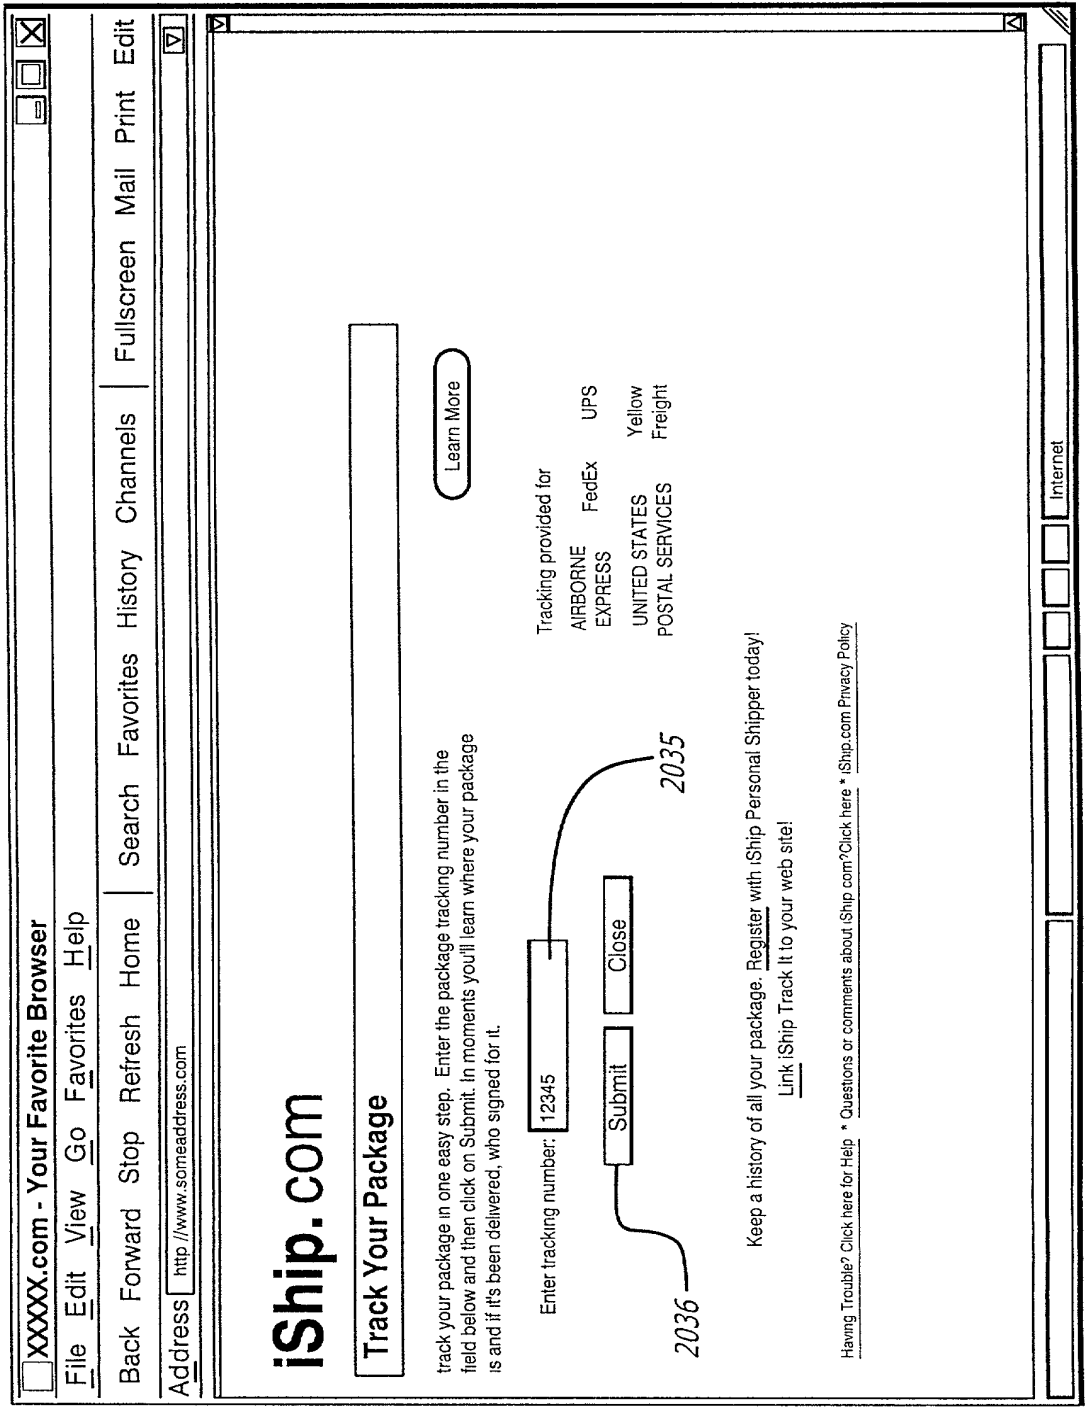 XXXXX.com - Your Favorite Browser
File Edit View Go Favorites Help
Back Forward Stop Refresh Home Search Favorites History Channels Fullscreen Mail Print Edit
Address http //www.someaddress.com
iShip.com
Track Your Package
track your package in one easy step. Enter the package tracking number in the
field below and then click on Submit. In moments you'll learn where your package
is and if it's been delivered, who signed for it.
Learn More
Enter tracking number: 12345
Submit Close
2035
2036
Tracking provided for
AIRBORNE EXPRESS FedEx UPS
UNITED STATES POSTAL SERVICES Yellow Freight
Keep a history of all your package. Register with iShip Personal Shipper today!
Link iShip Track It to your web site!
Having Trouble? Click here for Help * Questions or comments about iShip com?Click here * iShip.com Privacy Policy
Internet